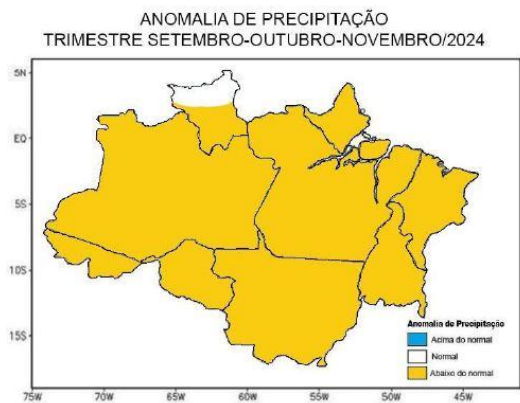 ANOMALIA DE PRECIPITAÇÃO
TRIMESTRE SETEMBRO-OUTUBRO-NOVEMBRO/2024
5N
EQ
5S
10S
15S
Anomalia de Precipitação
Acima do normal
Normal
Abaixo do normal
75W 70W 65W 60W 55W 50W 45W